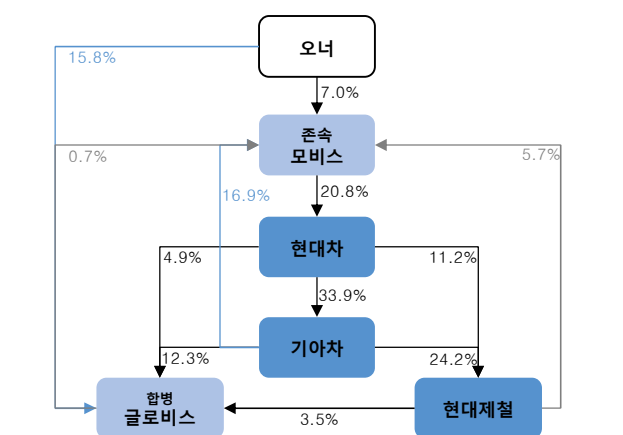 오너
15.8%
7.0%
존속
모비스
0.7%
5.7%
16.9%
20.8%
현대차
4.9%
11.2%
33.9%
기아차
12.3%
24.2%
합병
글로비스
현대제철
3.5%